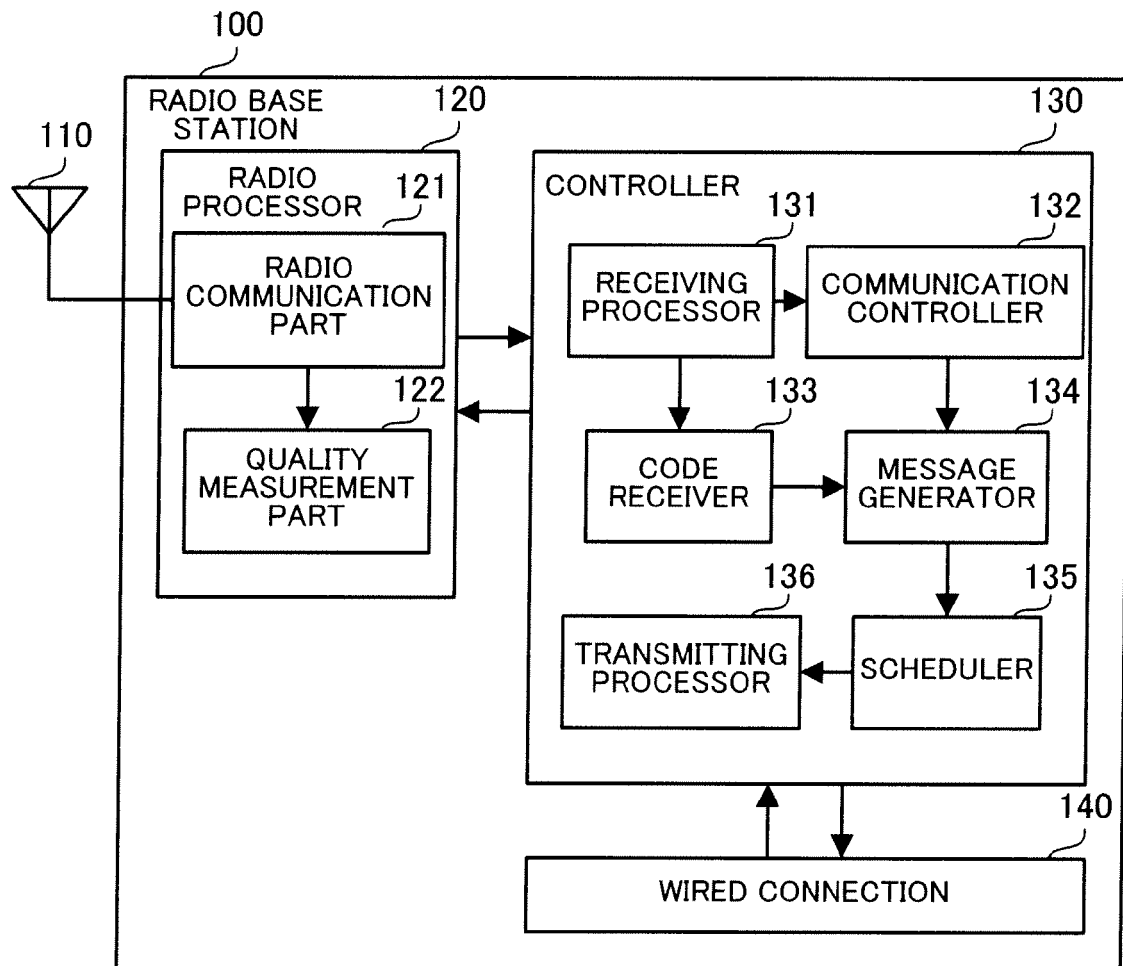 100
RADIO BASE
STATION
110
120
RADIO
PROCESSOR
121
RADIO
COMMUNICATION
PART
122
QUALITY
MEASUREMENT
PART
130
CONTROLLER
131
RECEIVING
PROCESSOR
132
COMMUNICATION
CONTROLLER
133
CODE
RECEIVER
134
MESSAGE
GENERATOR
135
SCHEDULER
136
TRANSMITTING
PROCESSOR
140
WIRED CONNECTION